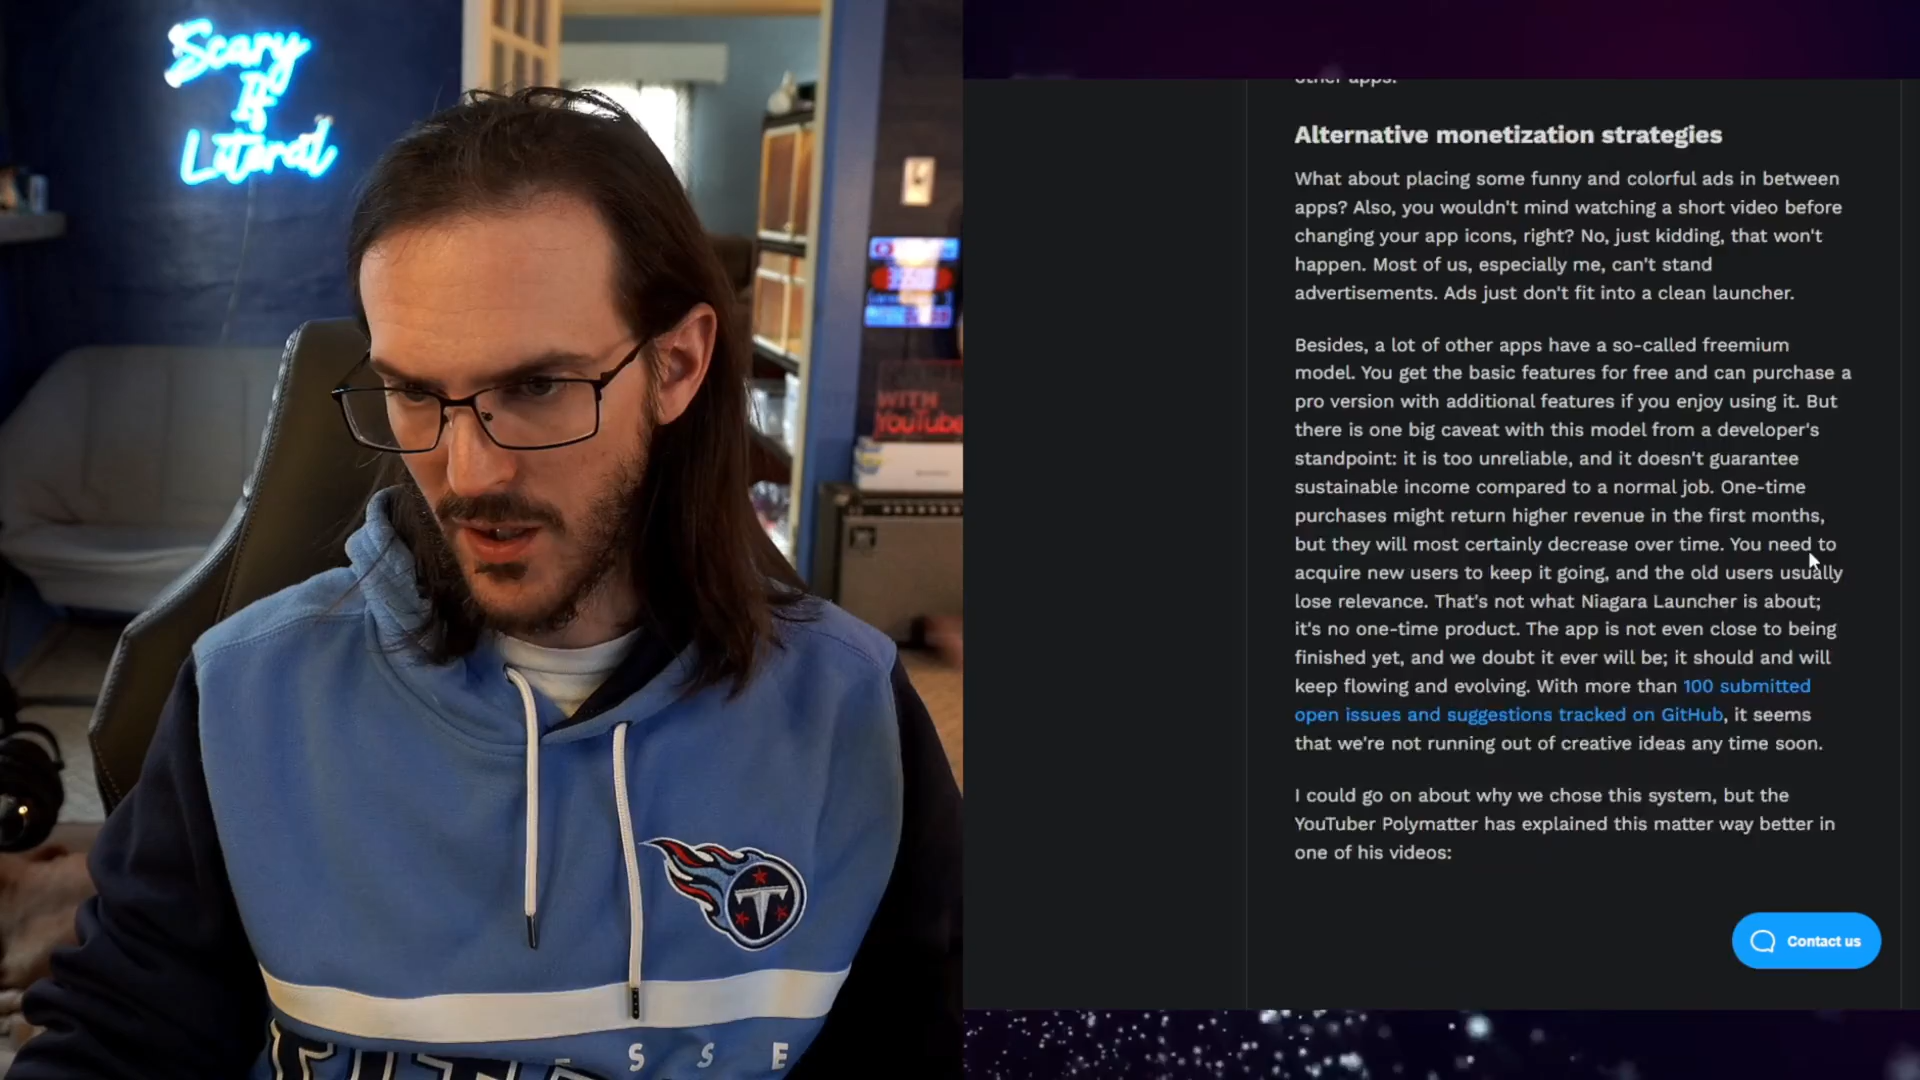 Scary
If
Literal
WITH
YouTube
T
S S E
other apps.
Alternative monetization strategies
What about placing some funny and colorful ads in between
apps? Also, you wouldn't mind watching a short video before
changing your app icons, right? No, just kidding, that won't
happen. Most of us, especially me, can't stand
advertisements. Ads just don't fit into a clean launcher.
Besides, a lot of other apps have a so-called freemium
model. You get the basic features for free and can purchase a
pro version with additional features if you enjoy using it. But
there is one big caveat with this model from a developer's
standpoint: it is too unreliable, and it doesn't guarantee
sustainable income compared to a normal job. One-time
purchases might return higher revenue in the first months,
but they will most certainly decrease over time. You need to
acquire new users to keep it going, and the old users usually
lose relevance. That's not what Niagara Launcher is about;
it's no one-time product. The app is not even close to being
finished yet, and we doubt it ever will be; it should and will
keep flowing and evolving. With more than 100 submitted
open issues and suggestions tracked on GitHub, it seems
that we're not running out of creative ideas any time soon.
I could go on about why we chose this system, but the
YouTuber Polymatter has explained this matter way better in
one of his videos:
Contact us